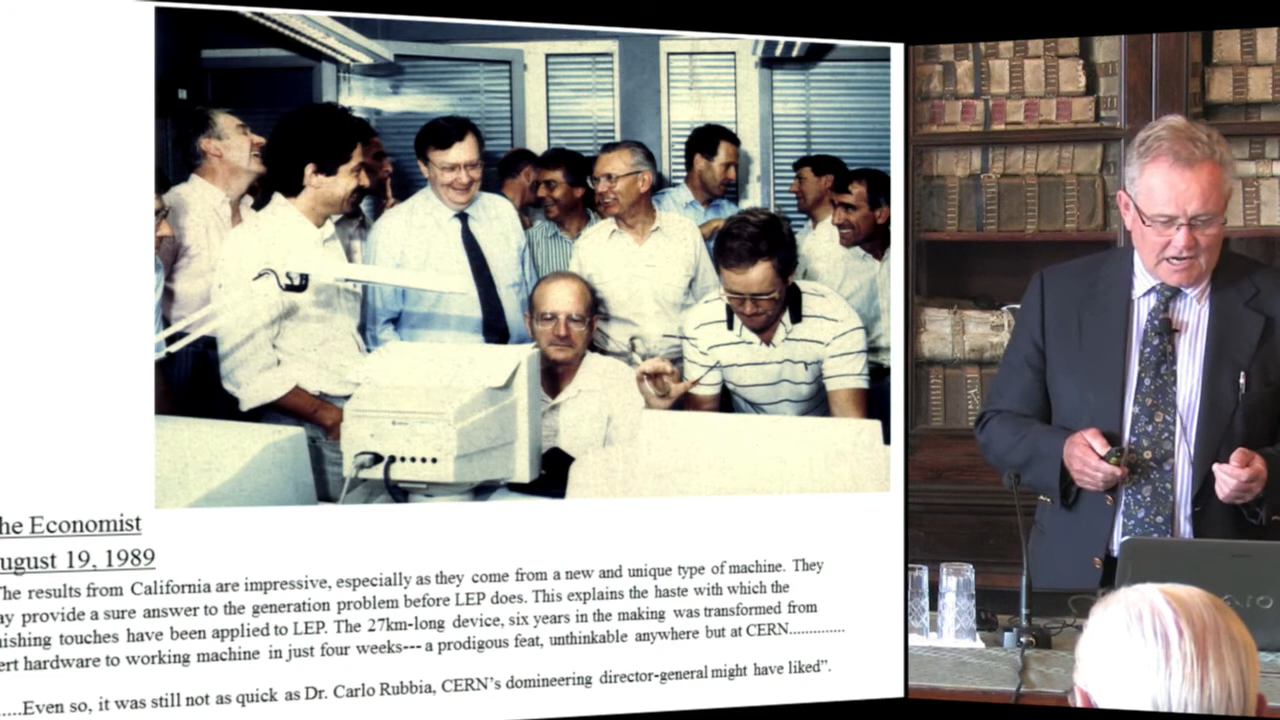 he Economist
ugust 19, 1989
The results from California are impressive, especially as they come from a new and unique type of machine. They
ay provide a sure answer to the generation problem before LEP does. This explains the haste with which the
ishing touches have been applied to LEP. The 27km-long device, six years in the making was transformed from
ert hardware to working machine in just four weeks--- a prodigious feat, unthinkable anywhere but at CERN.............
.....Even so, it was still not as quick as Dr. Carlo Rubbia, CERN's domineering director-general might have liked".